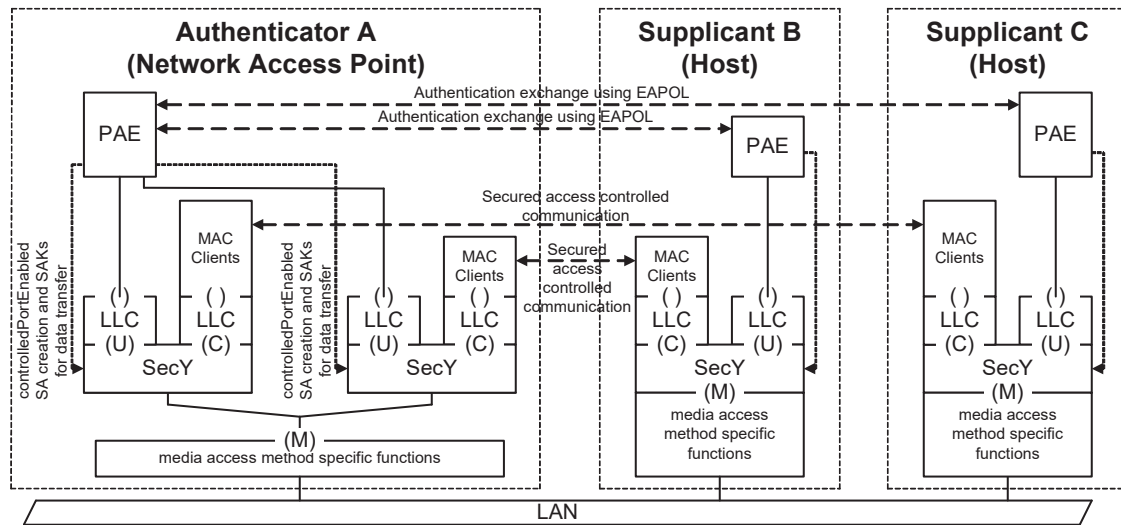 Authenticator A
(Network Access Point)
Supplicant B
(Host)
Supplicant C
(Host)
Authentication exchange using EAPOL
Authentication exchange using EAPOL
PAE
PAE
PAE
Secured access controlled
communication
MAC
Clients
MAC
Clients
Secured
access
controlled
communication
MAC
Clients
MAC
Clients
controlledPortEnabled
SA creation and SAKs
for data transfer
controlledPortEnabled
SA creation and SAKs
for data transfer
( )
LLC
(U)
( )
LLC
(C)
SecY
( )
LLC
(U)
( )
LLC
(C)
SecY
( )
LLC
(C)
( )
LLC
(U)
SecY
(M)
( )
LLC
(C)
( )
LLC
(U)
SecY
(M)
(M)
media access method specific functions
media access
method specific
functions
media access
method specific
functions
LAN